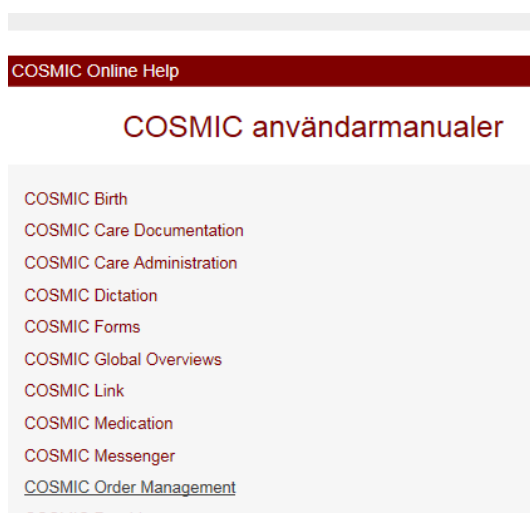 COSMIC Online Help
COSMIC användarmanualer
COSMIC Birth
COSMIC Care Documentation
COSMIC Care Administration
COSMIC Dictation
COSMIC Forms
COSMIC Global Overviews
COSMIC Link
COSMIC Medication
COSMIC Messenger
COSMIC Order Management